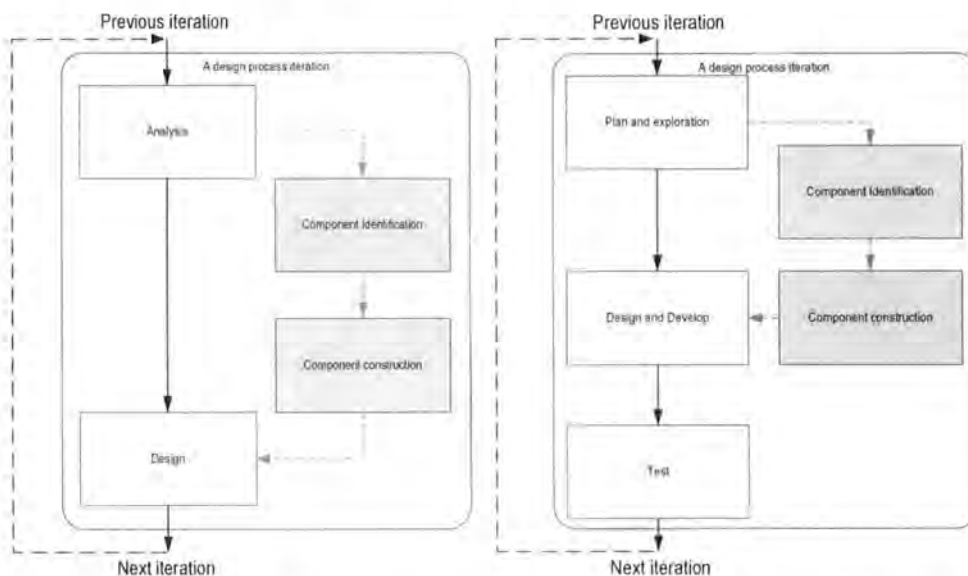 Previous iteration
A design process iteration
Analysis
Component Identification
Component construction
Design
Next iteration
Previous iteration
A design process iteration
Plan and exploration
Component Identification
Design and Develop
Component construction
Test
Next iteration